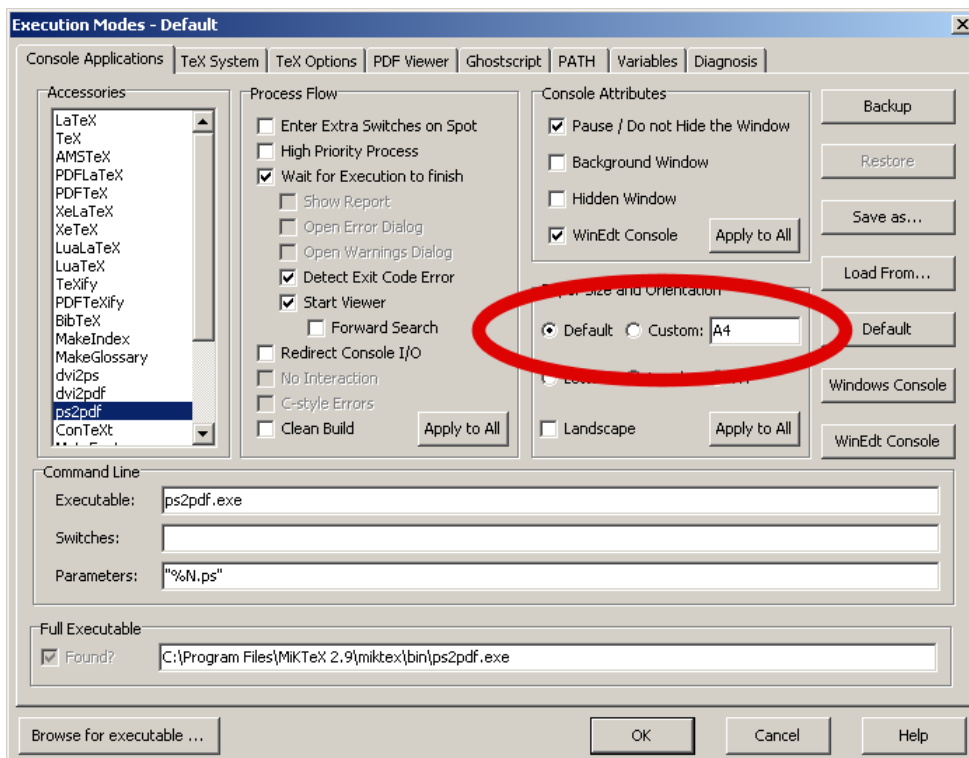 Execution Modes - Default
Console Applications TeX System TeX Options PDF Viewer Ghostscript PATH Variables Diagnosis
Accessories
LaTeX
TeX
AMSTeX
PDFLaTeX
PDFTeX
XeLaTeX
XeTeX
LuaLaTeX
LuaTeX
TeXify
PDFTeXify
BibTeX
MakeIndex
MakeGlossary
dvi2ps
dvi2pdf
ps2pdf
ConTeXt
Process Flow
Enter Extra Switches on Spot
High Priority Process
Wait for Execution to finish
Show Report
Open Error Dialog
Open Warnings Dialog
Detect Exit Code Error
Start Viewer
Forward Search
Redirect Console I/O
No Interaction
C-style Errors
Clean Build Apply to All
Console Attributes
Pause / Do not Hide the Window
Background Window
Hidden Window
WinEdt Console Apply to All
Size and Orientation
Default Custom: A4
Landscape Apply to All
Backup
Restore
Save as...
Load From...
Default
Windows Console
WinEdt Console
Command Line
Executable: ps2pdf.exe
Switches:
Parameters: "%N.ps"
Full Executable
Found? C:\Program Files\MiKTeX 2.9\miktex\bin\ps2pdf.exe
Browse for executable ... OK Cancel Help